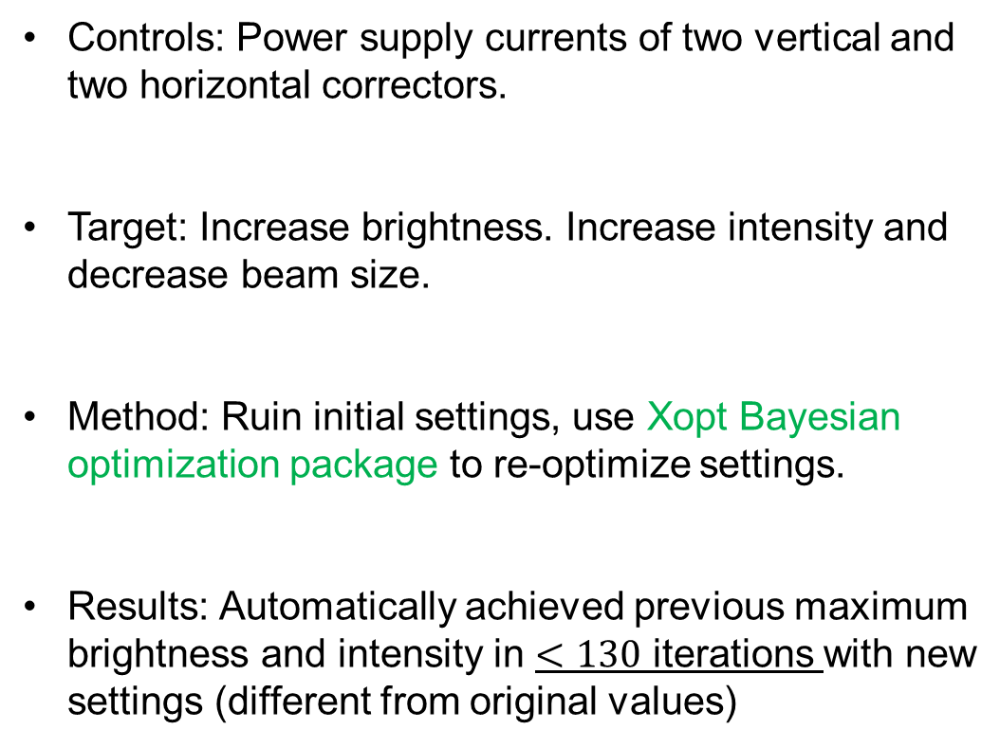 • Controls: Power supply currents of two vertical and
two horizontal correctors.
• Target: Increase brightness. Increase intensity and
decrease beam size.
• Method: Ruin initial settings, use Xopt Bayesian
optimization package to re-optimize settings.
• Results: Automatically achieved previous maximum
brightness and intensity in < 130 iterations with new
settings (different from original values)